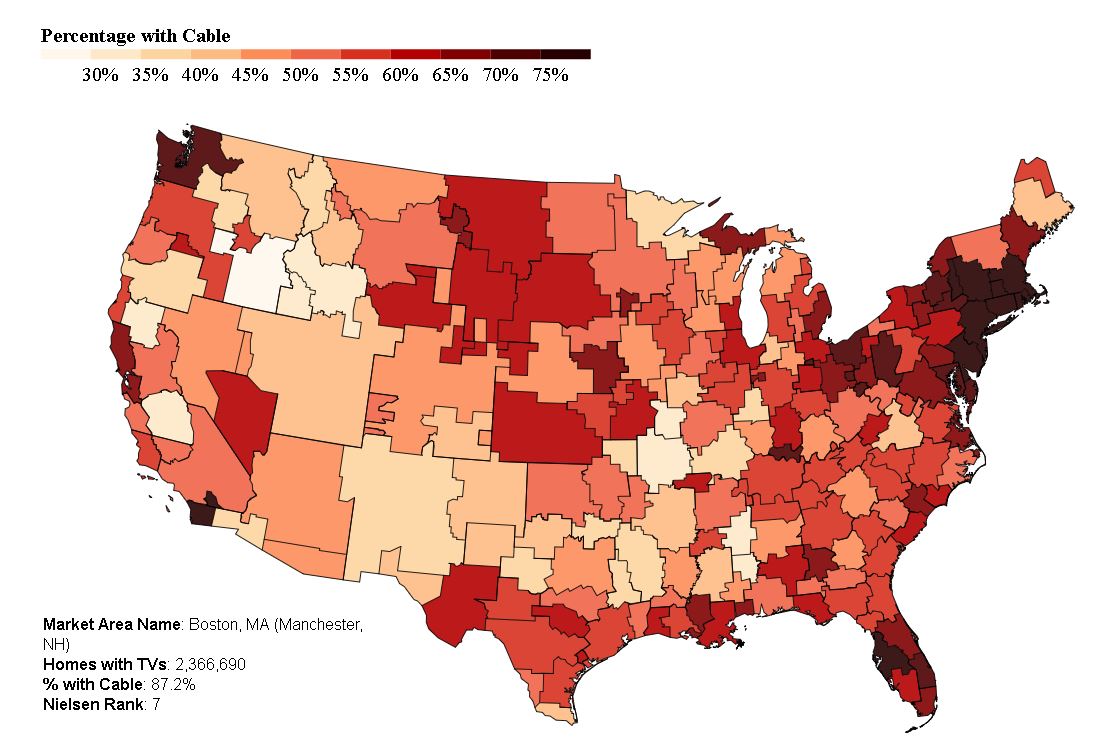 Percentage with Cable
30% 35% 40% 45% 50% 55% 60% 65% 70% 75%
Market Area Name: Boston, MA (Manchester,
NH)
Homes with TVs: 2,366,690
% with Cable: 87.2%
Nielsen Rank: 7